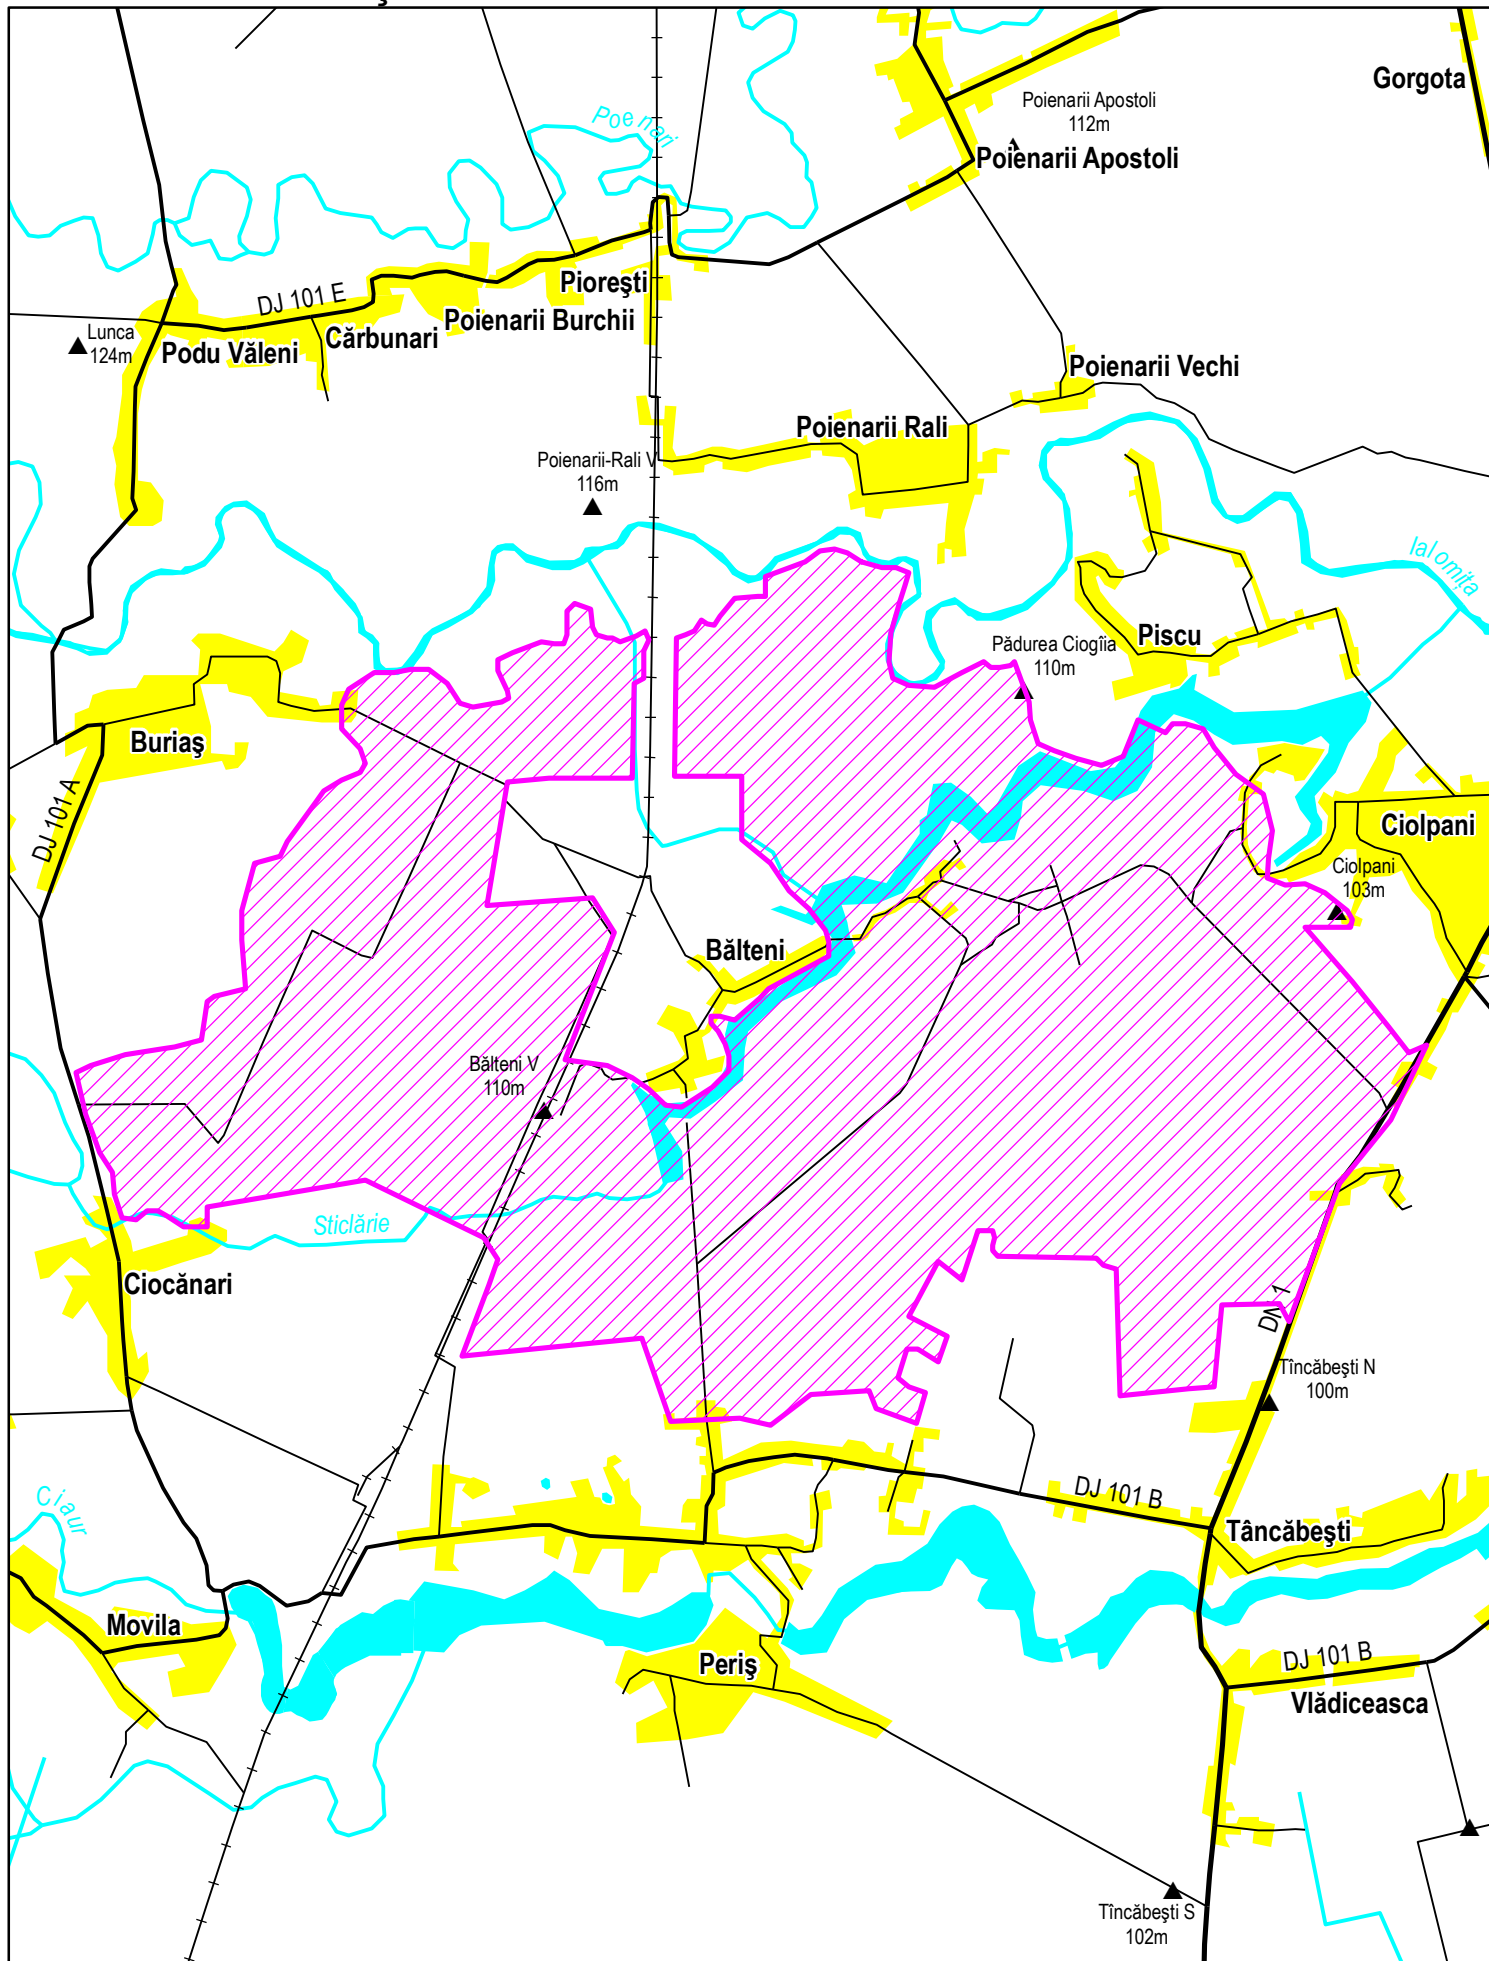 Gorgota
Poienarii Apostoli
112m
Poenari
Poienarii Apostoli
Pioreşti
DJ 101 E
Poienarii Burchii
Cărbunari
Lunca
124m
Podu Văleni
Poienarii Vechi
Poienarii Rali
Poienarii-Rali V
116m
Ialomiţa
Piscu
Pădurea Ciogîia
110m
Buriaş
DJ 101 A
Ciolpani
Ciolpani
103m
Bălteni
Bălteni V
110m
Sticlărie
Ciocănari
DN 1
Tîncăbeşti N
100m
DJ 101 B
Ciaur
Tâncăbeşti
Movila
Periş
DJ 101 B
Vlădiceasca
Tîncăbeşti S
102m